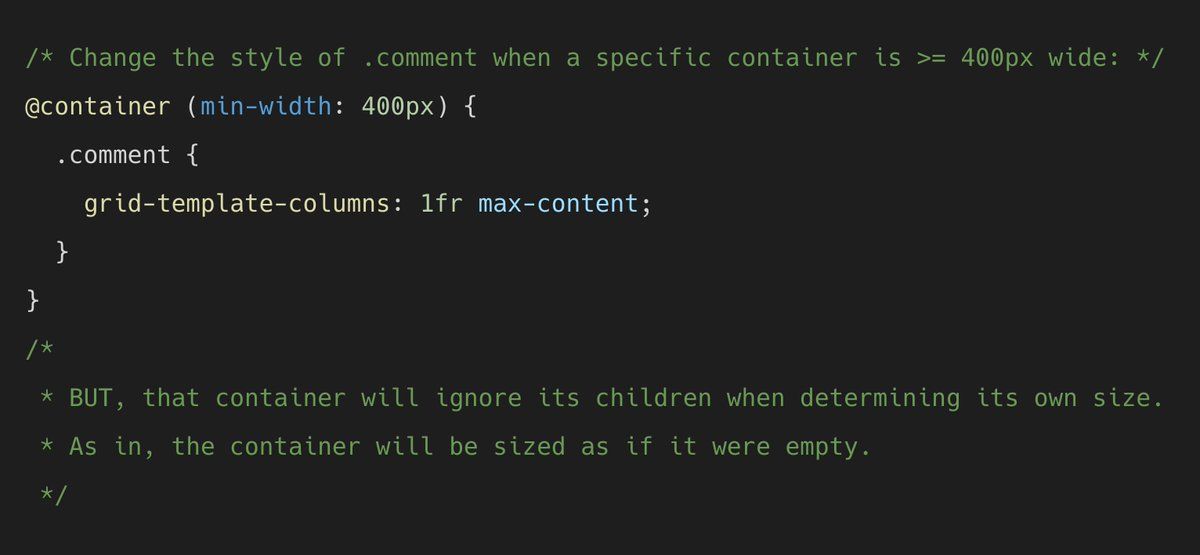 /* Change the style of .comment when a specific container is >= 400px wide: */
@container (min-width: 400px) {
  .comment {
    grid-template-columns: 1fr max-content;
  }
}
/*
 * BUT, that container will ignore its children when determining its own size.
 * As in, the container will be sized as if it were empty.
 */